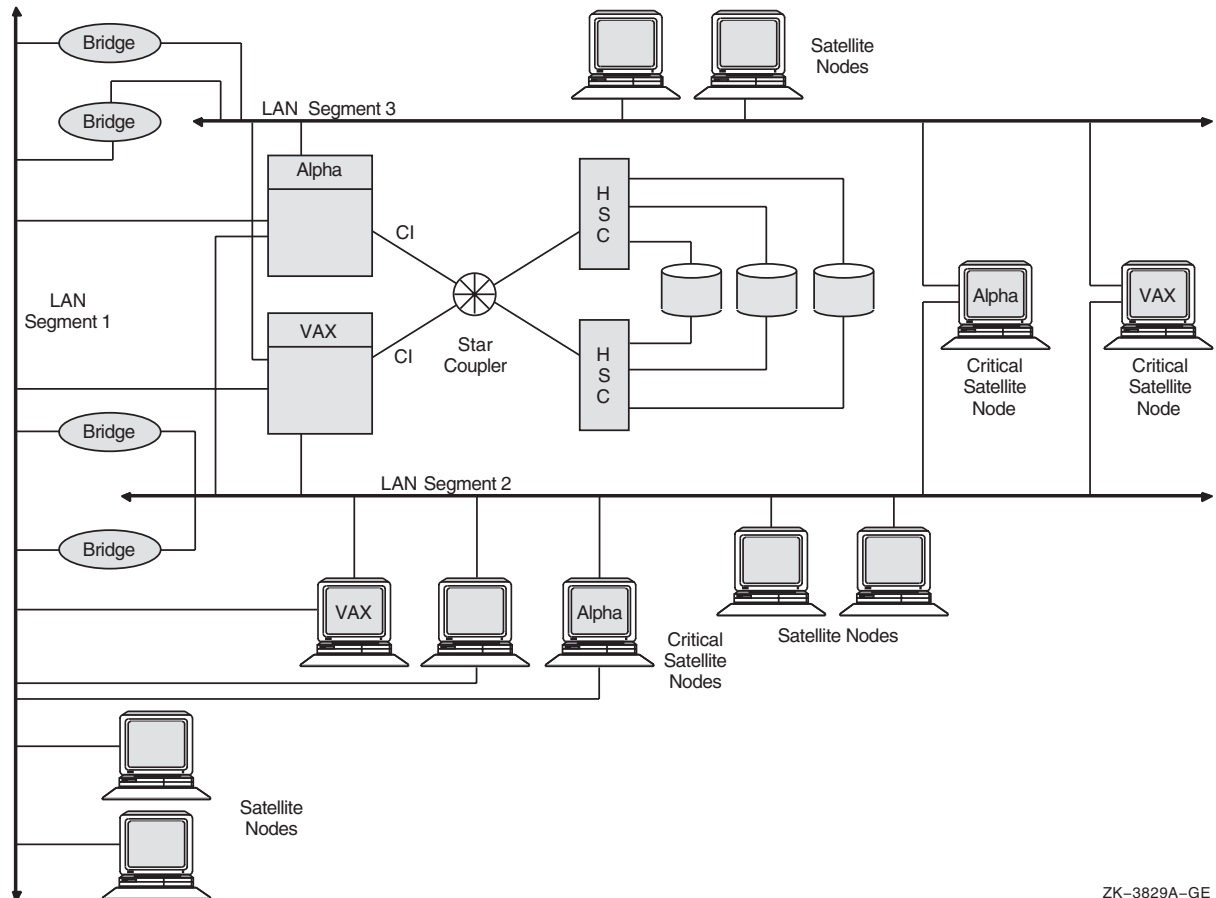 Bridge
Satellite
Nodes
Bridge
LAN Segment 3
Alpha
H
S
C
CI
LAN
Segment 1
Alpha
VAX
VAX
Star
Coupler
CI
H
S
C
Critical
Satellite
Node
Critical
Satellite
Node
Bridge
LAN Segment 2
Bridge
VAX
Alpha
Critical
Satellite
Nodes
Satellite Nodes
Satellite
Nodes
ZK–3829A–GE